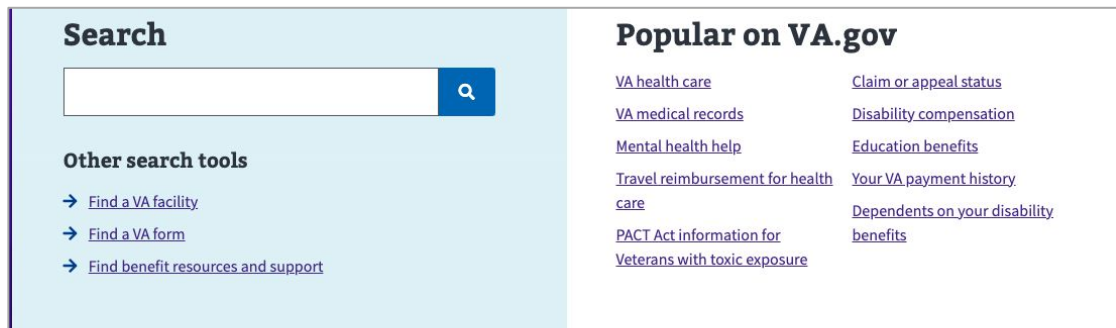 Search
Other search tools
Find a VA facility
Find a VA form
Find benefit resources and support
Popular on VA.gov
VA health care
VA medical records
Mental health help
Travel reimbursement for health
care
PACT Act information for
Veterans with toxic exposure
Claim or appeal status
Disability compensation
Education benefits
Your VA payment history
Dependents on your disability
benefits